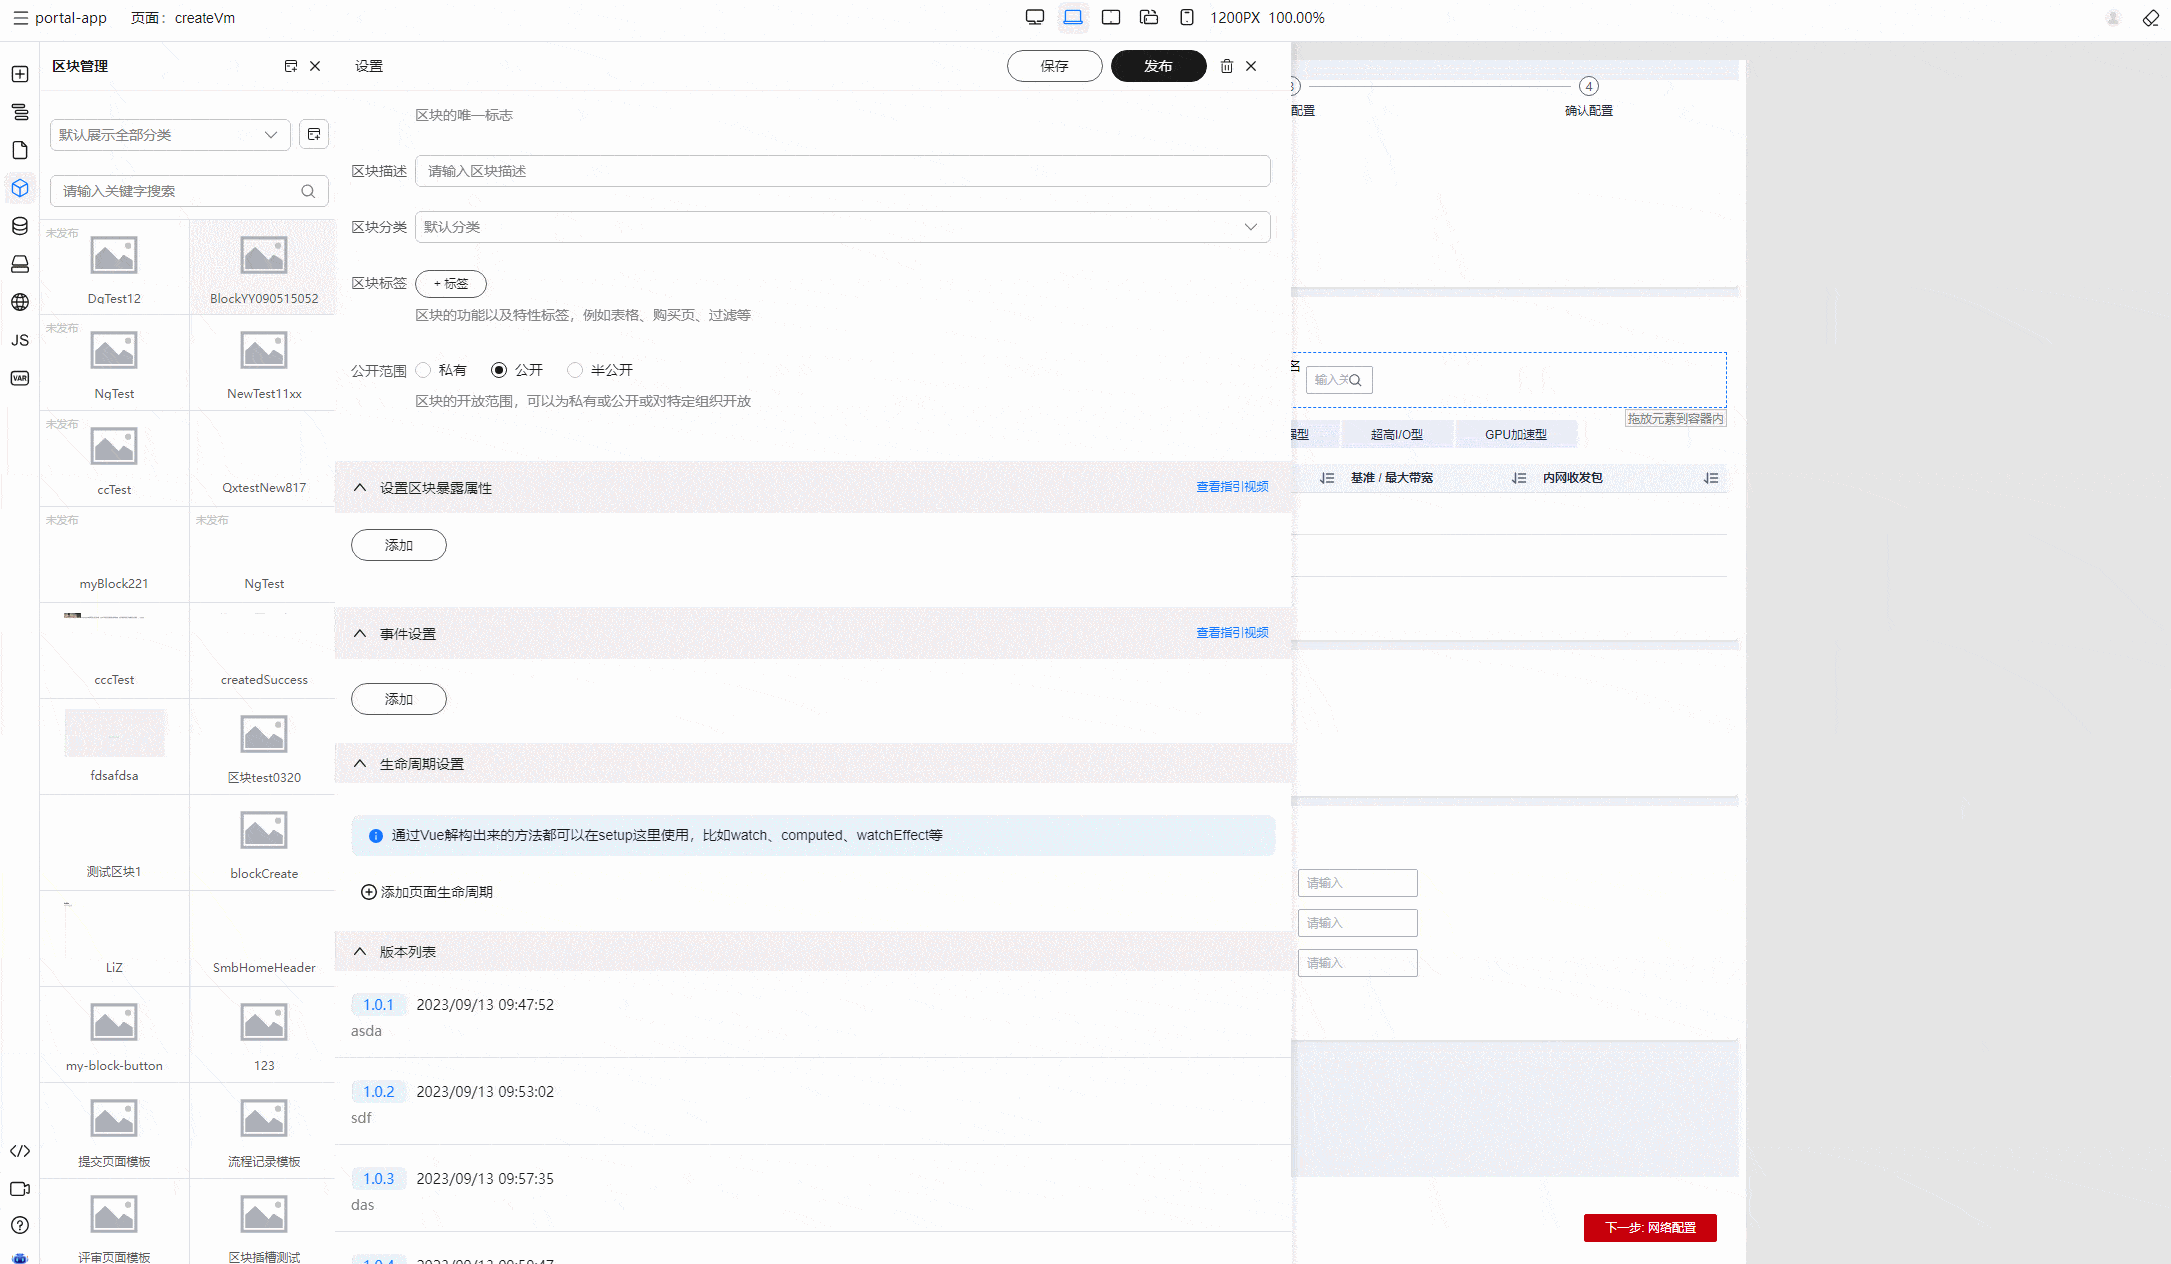 portal-app 页面：createVm 1200PX 100.00%
区块管理
默认展示全部分类
请输入关键字搜索
未发布
DgTest12
BlockYY090515052
未发布
NgTest
NewTest11xx
未发布
ccTest
QxtestNew817
未发布
myBlock221
未发布
NgTest
cccTest
createdSuccess
fdsafdsa
区块test0320
测试区块1
blockCreate
LiZ
SmbHomeHeader
my-block-button
123
提交页面模板
流程记录模板
评审页面模板
区块插槽测试
JS
VAR
设置
保存
发布
区块的唯一标志
区块描述 请输入区块描述
区块分类 默认分类
区块标签 + 标签
区块的功能以及特性标签，例如表格、购买页、过滤等
公开范围 私有 公开 半公开
区块的开放范围，可以为私有或公开或对特定组织开放
设置区块暴露属性 查看指引视频
添加
事件设置 查看指引视频
添加
生命周期设置
通过Vue解构出来的方法都可以在setup这里使用，比如watch、computed、watchEffect等
添加页面生命周期
版本列表
1.0.1 2023/09/13 09:47:52
asda
1.0.2 2023/09/13 09:53:02
sdf
1.0.3 2023/09/13 09:57:35
das
4
配置 确认配置
名 输入关
拖放元素到容器内
型 超高I/O型 GPU加速型
基准 / 最大带宽 内网收发包
请输入
请输入
请输入
下一步: 网络配置